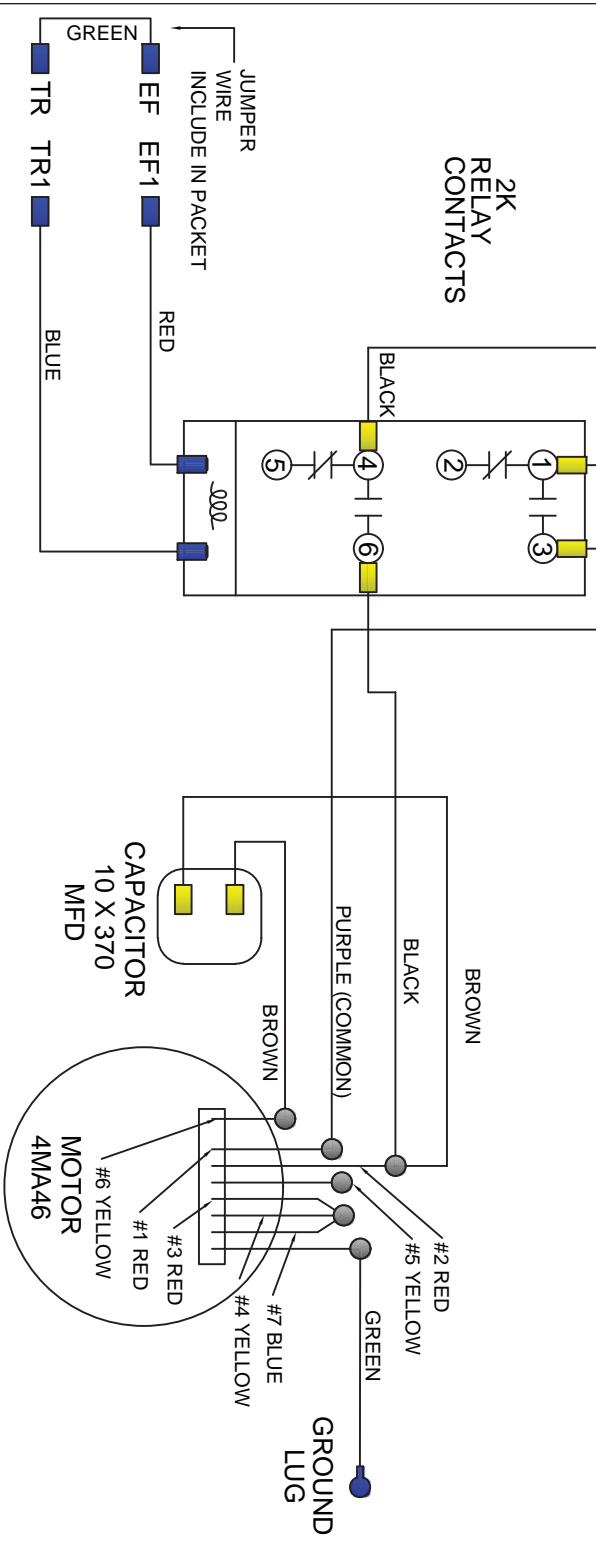 2K
RELAY
CONTACTS
JUMPER
WIRE
INCLUDE IN PACKET
GREEN
EF EF1
TR TR1
RED
BLUE
BLACK
1
2
3
4
5
6
BROWN
BLACK
PURPLE (COMMON)
BROWN
CAPACITOR
10 X 370
MFD
#2 RED
#5 YELLOW
#7 BLUE
#4 YELLOW
#3 RED
#1 RED
#6 YELLOW
MOTOR
4MA46
GREEN
GROUND
LUG